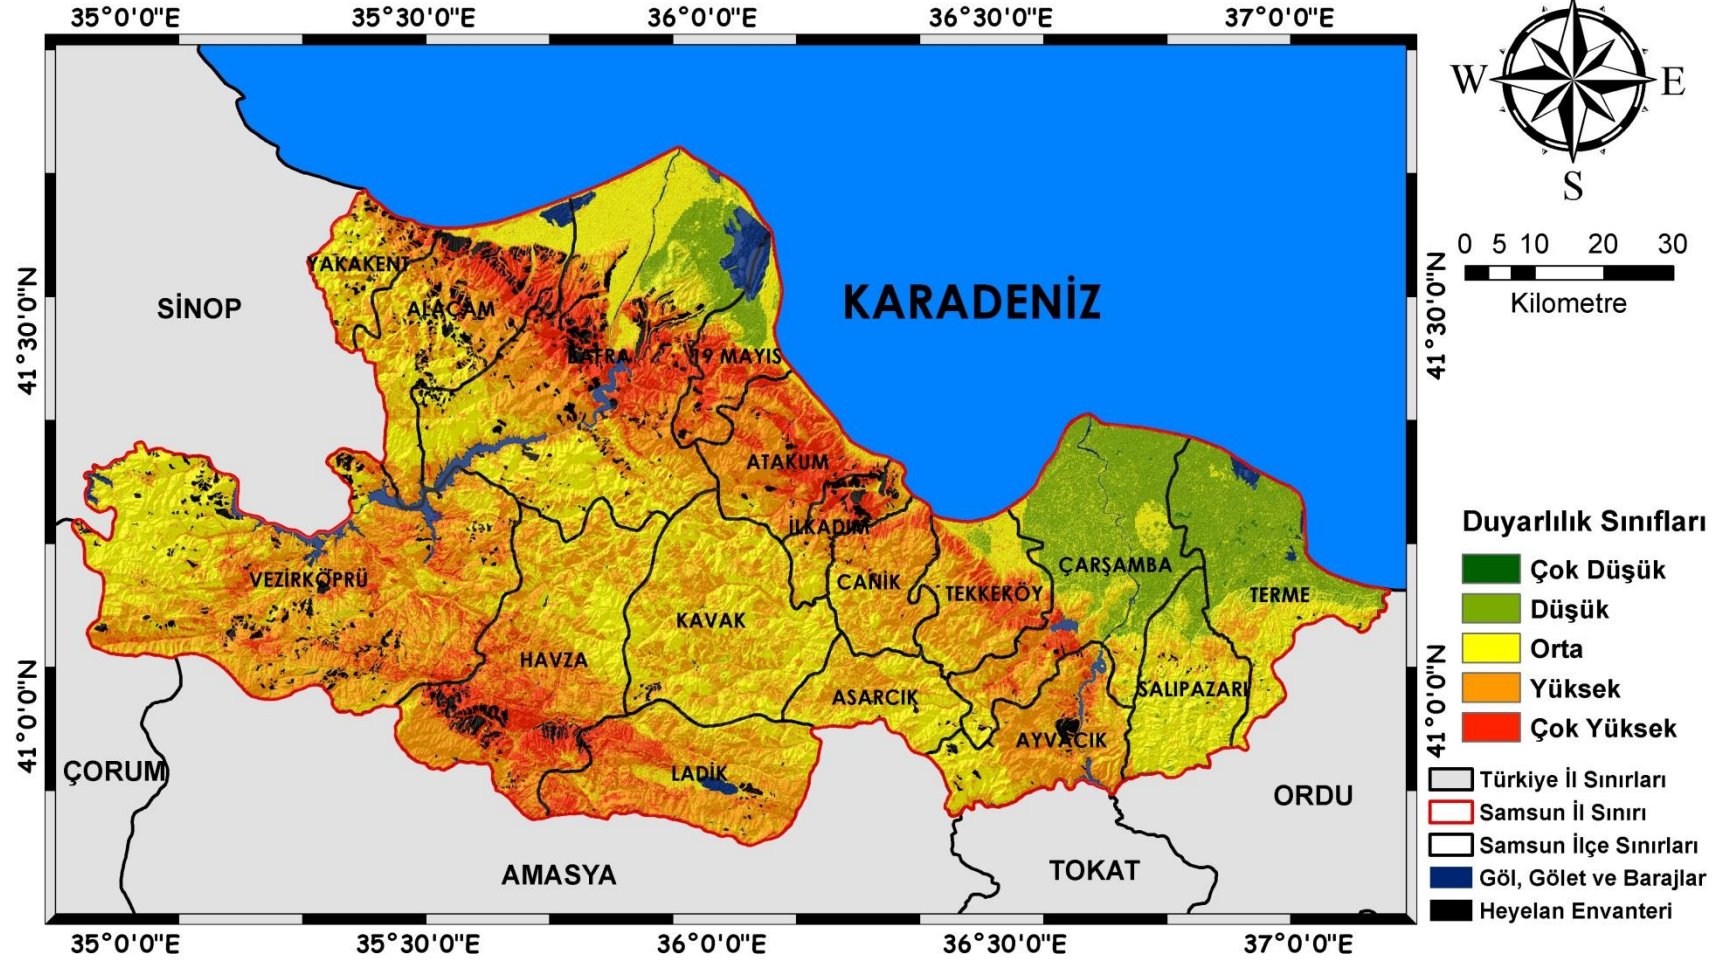 35°0'0"E 35°30'0"E 36°0'0"E 36°30'0"E 37°0'0"E
W E
S
0 5 10 20 30
Kilometre
41°30'0"N
41°30'0"N
41°0'0"N
41°0'0"N
SİNOP
KARADENİZ
YAKAKENT
ALAÇAM
BAFRA
19 MAYIS
ATAKUM
İLKADIM
CANİK
TEKKEKÖY
ÇARŞAMBA
TERME
VEZİRKÖPRÜ
KAVAK
HAVZA
ASARCIK
SALIPAZARI
AYVACIK
LADİK
ÇORUM
AMASYA
TOKAT
ORDU
Duyarlılık Sınıfları
Çok Düşük
Düşük
Orta
Yüksek
Çok Yüksek
Türkiye İl Sınırları
Samsun İl Sınırı
Samsun İlçe Sınırları
Göl, Gölet ve Barajlar
Heyelan Envanteri
35°0'0"E 35°30'0"E 36°0'0"E 36°30'0"E 37°0'0"E